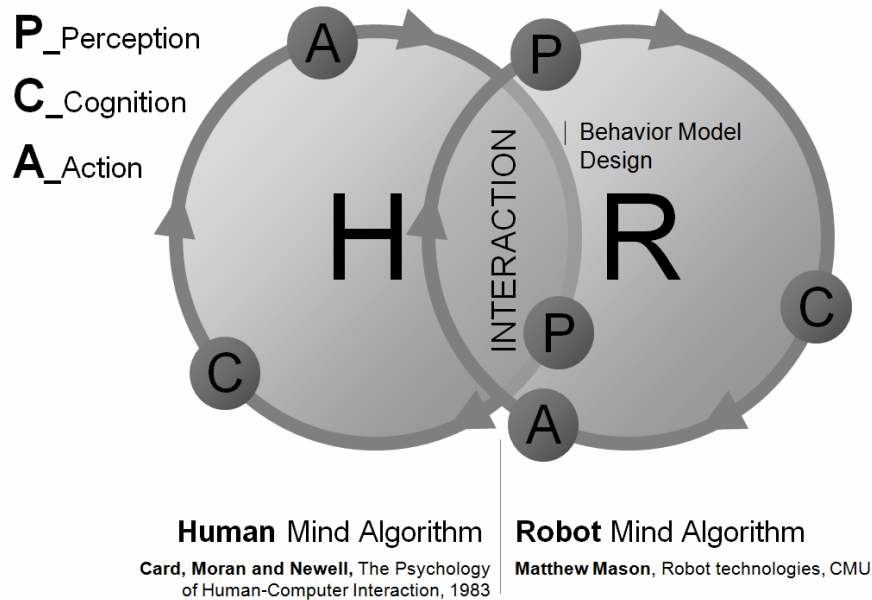 P_Perception
C_Cognition
A_Action
A
P
Behavior Model
Design
INTERACTION
H
R
C
P
C
A
Human Mind Algorithm
Card, Moran and Newell, The Psychology
of Human-Computer Interaction, 1983
Robot Mind Algorithm
Matthew Mason, Robot technologies, CMU